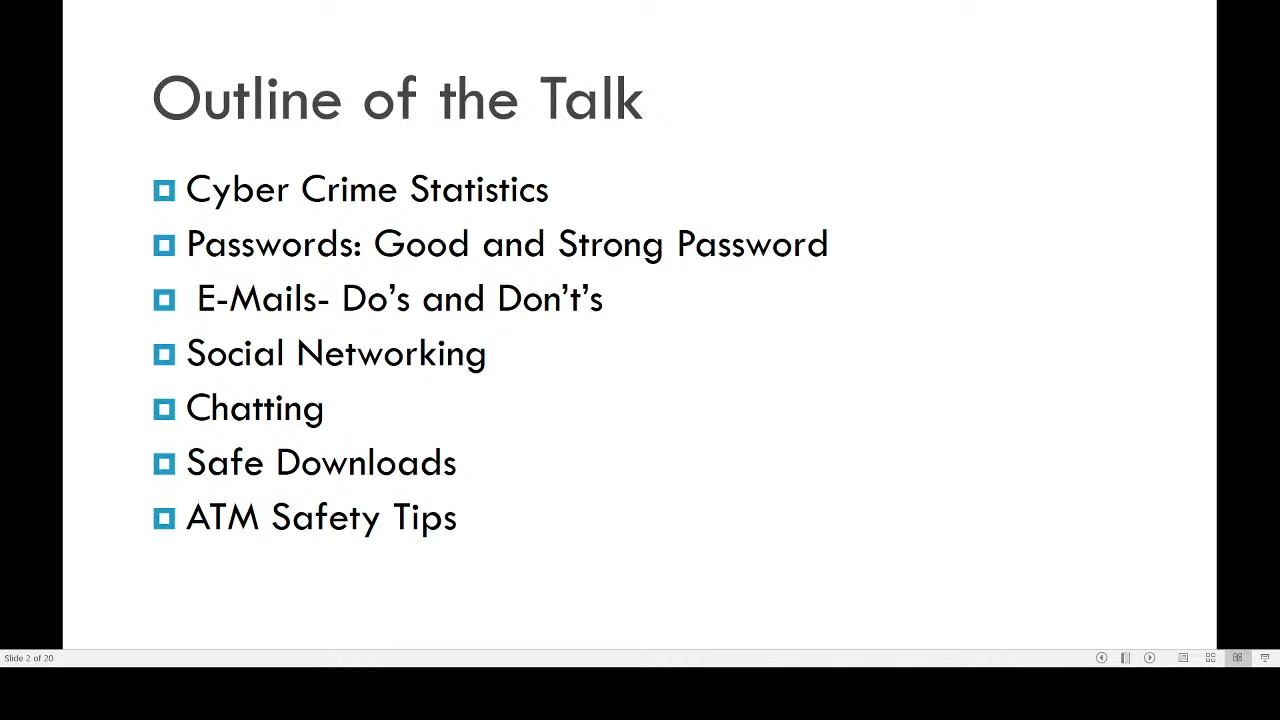 Outline of the Talk
Cyber Crime Statistics
Passwords: Good and Strong Password
E-Mails- Do’s and Don’t’s
Social Networking
Chatting
Safe Downloads
ATM Safety Tips
Slide 2 of 20